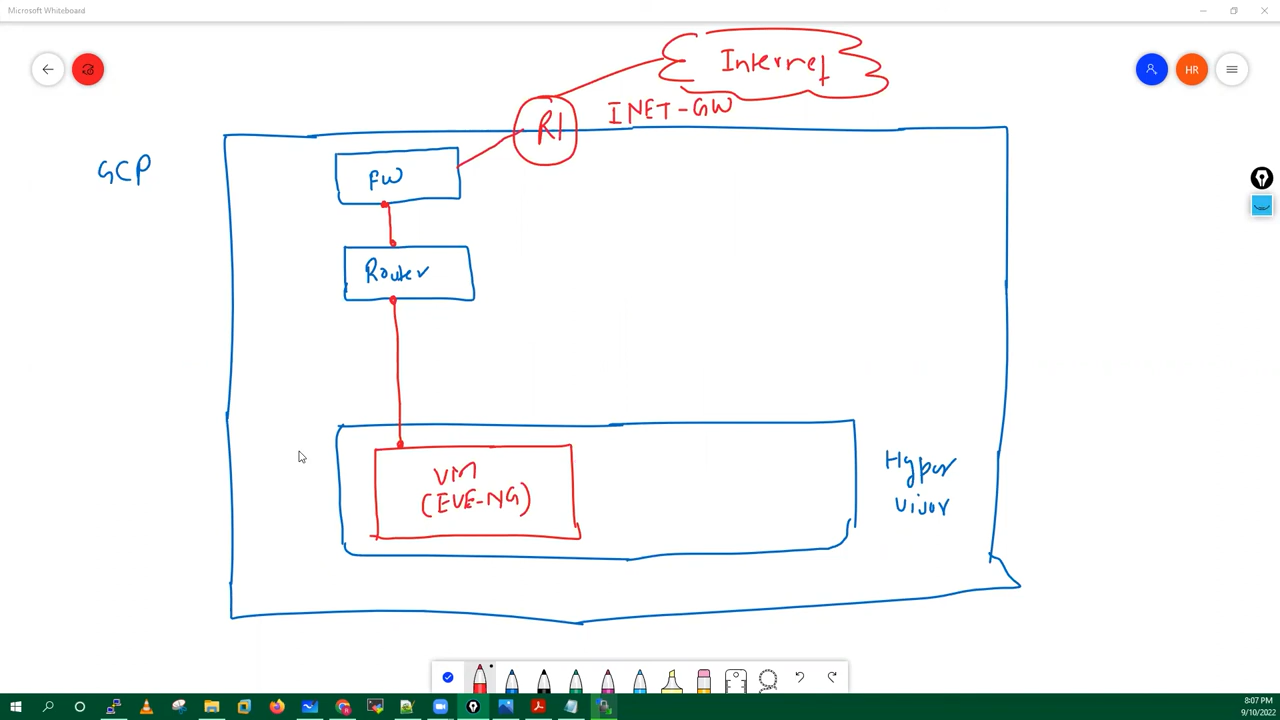 Microsoft Whiteboard
HR
Internet
INET-GW
R1
GCP
FW
Router
VM
(EVE-NG)
Hyper
visor
8:07 PM
9/10/2022